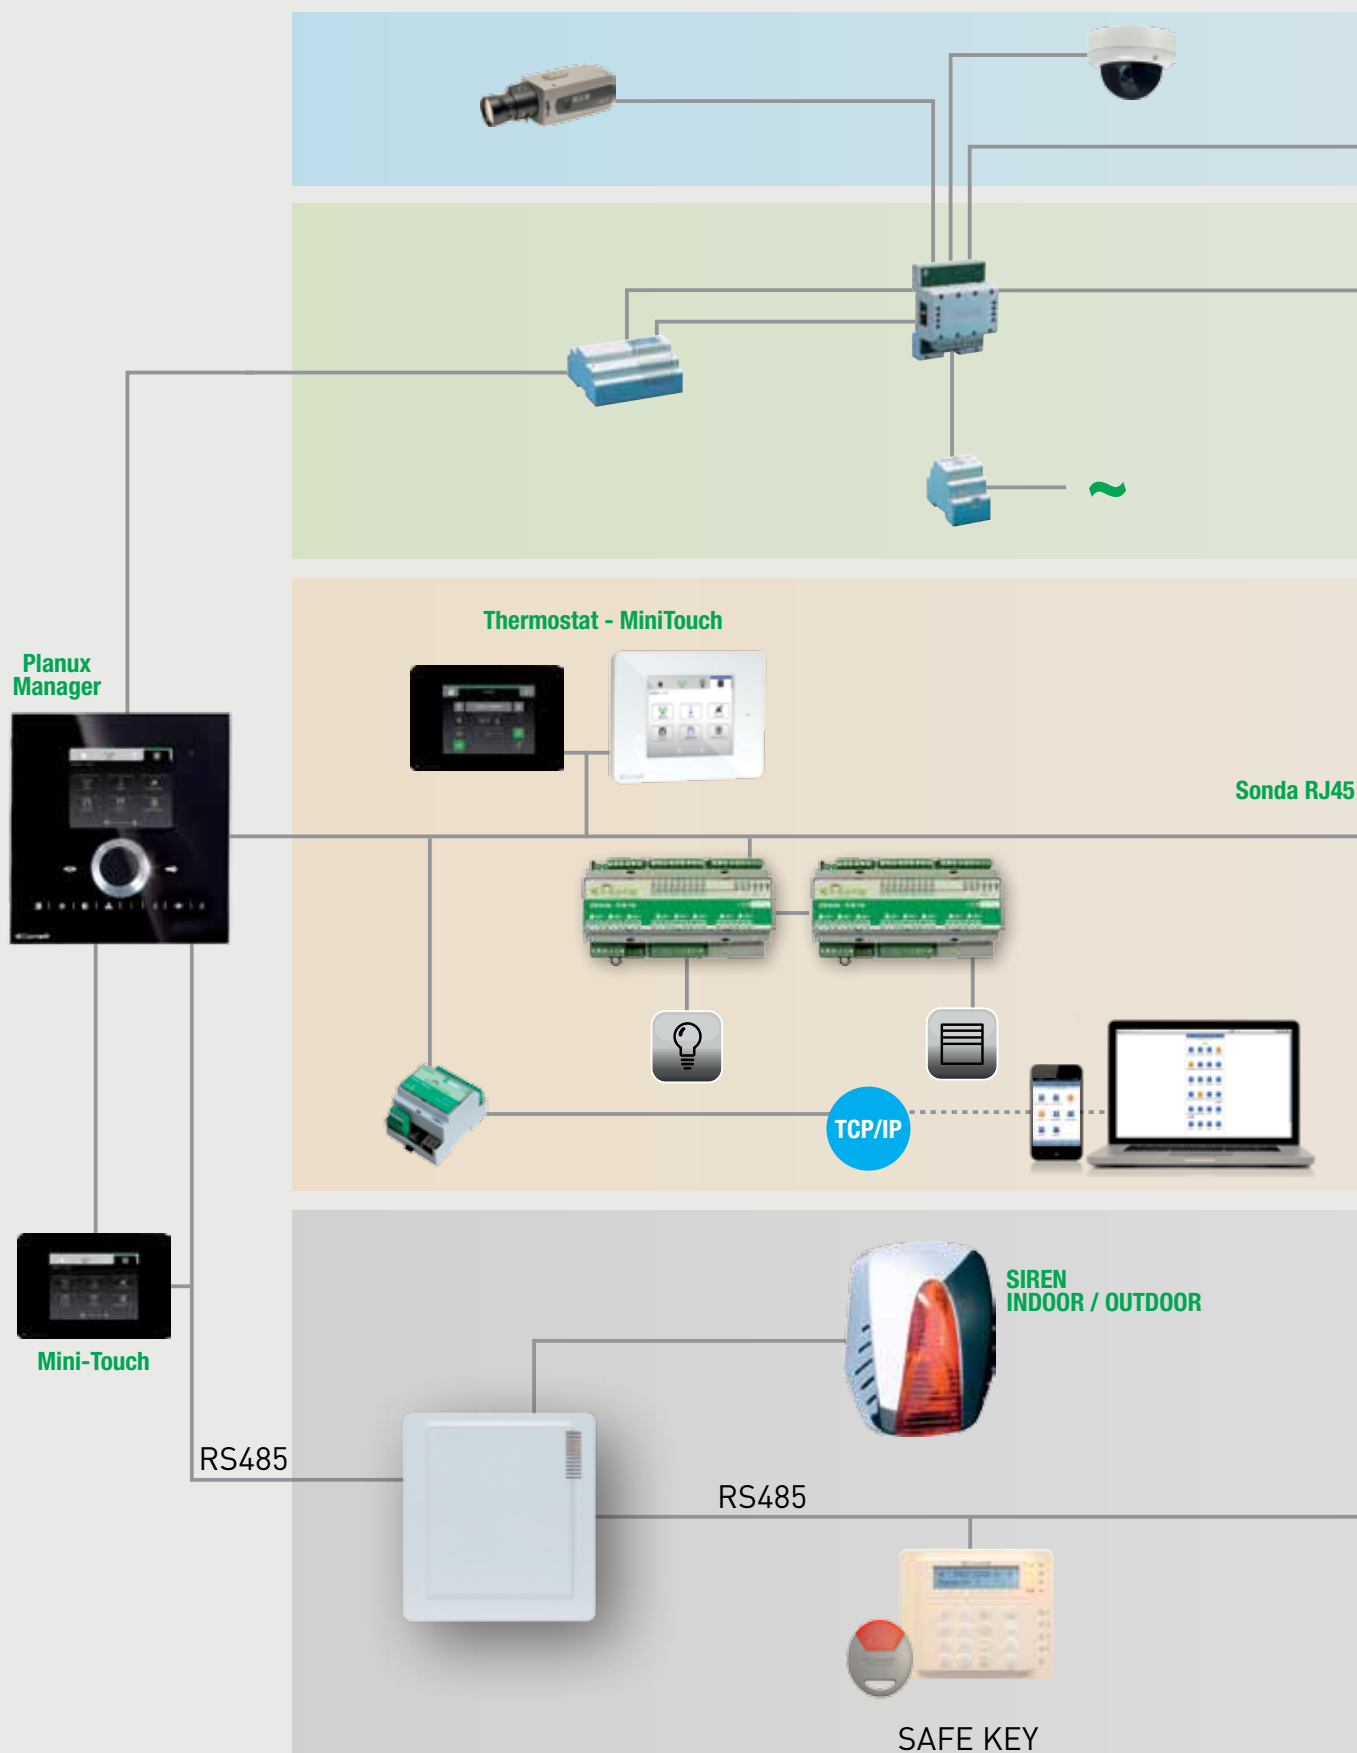 Thermostat - MiniTouch
Planux
Manager
Sonda RJ45
TCP/IP
SIREN
INDOOR / OUTDOOR
Mini-Touch
RS485
RS485
SAFE KEY